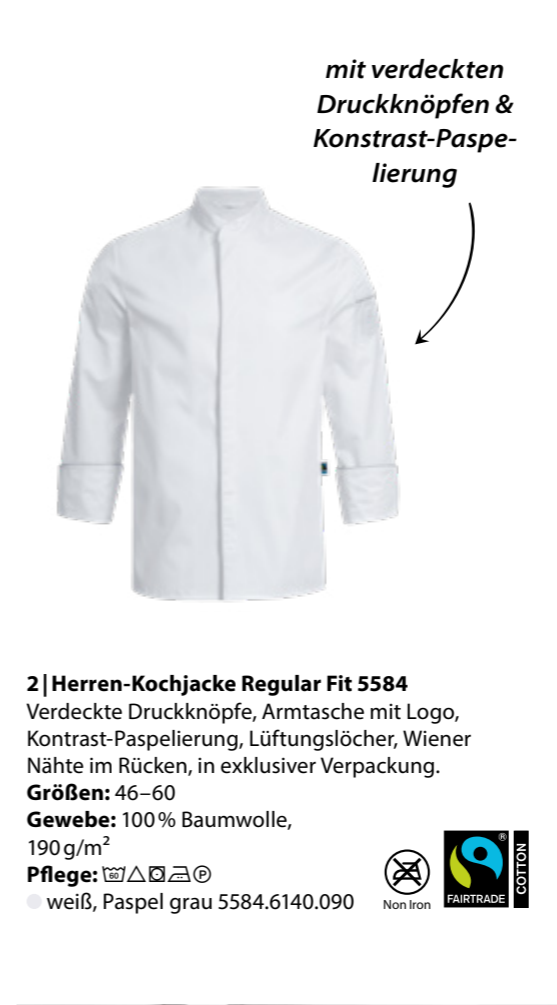 mit verdeckten
Druckknöpfen &
Konstrast-Paspe-
lierung
2|Herren-Kochjacke Regular Fit 5584
Verdeckte Druckknöpfe, Armtasche mit Logo,
Kontrast-Paspelierung, Lüftungslöcher, Wiener
Nähte im Rücken, in exklusiver Verpackung.
Größen: 46–60
Gewebe: 100 % Baumwolle,
190 g/m²
Pflege: 60 P
weiß, Paspel grau 5584.6140.090
Non Iron
FAIRTRADE ®
COTTON